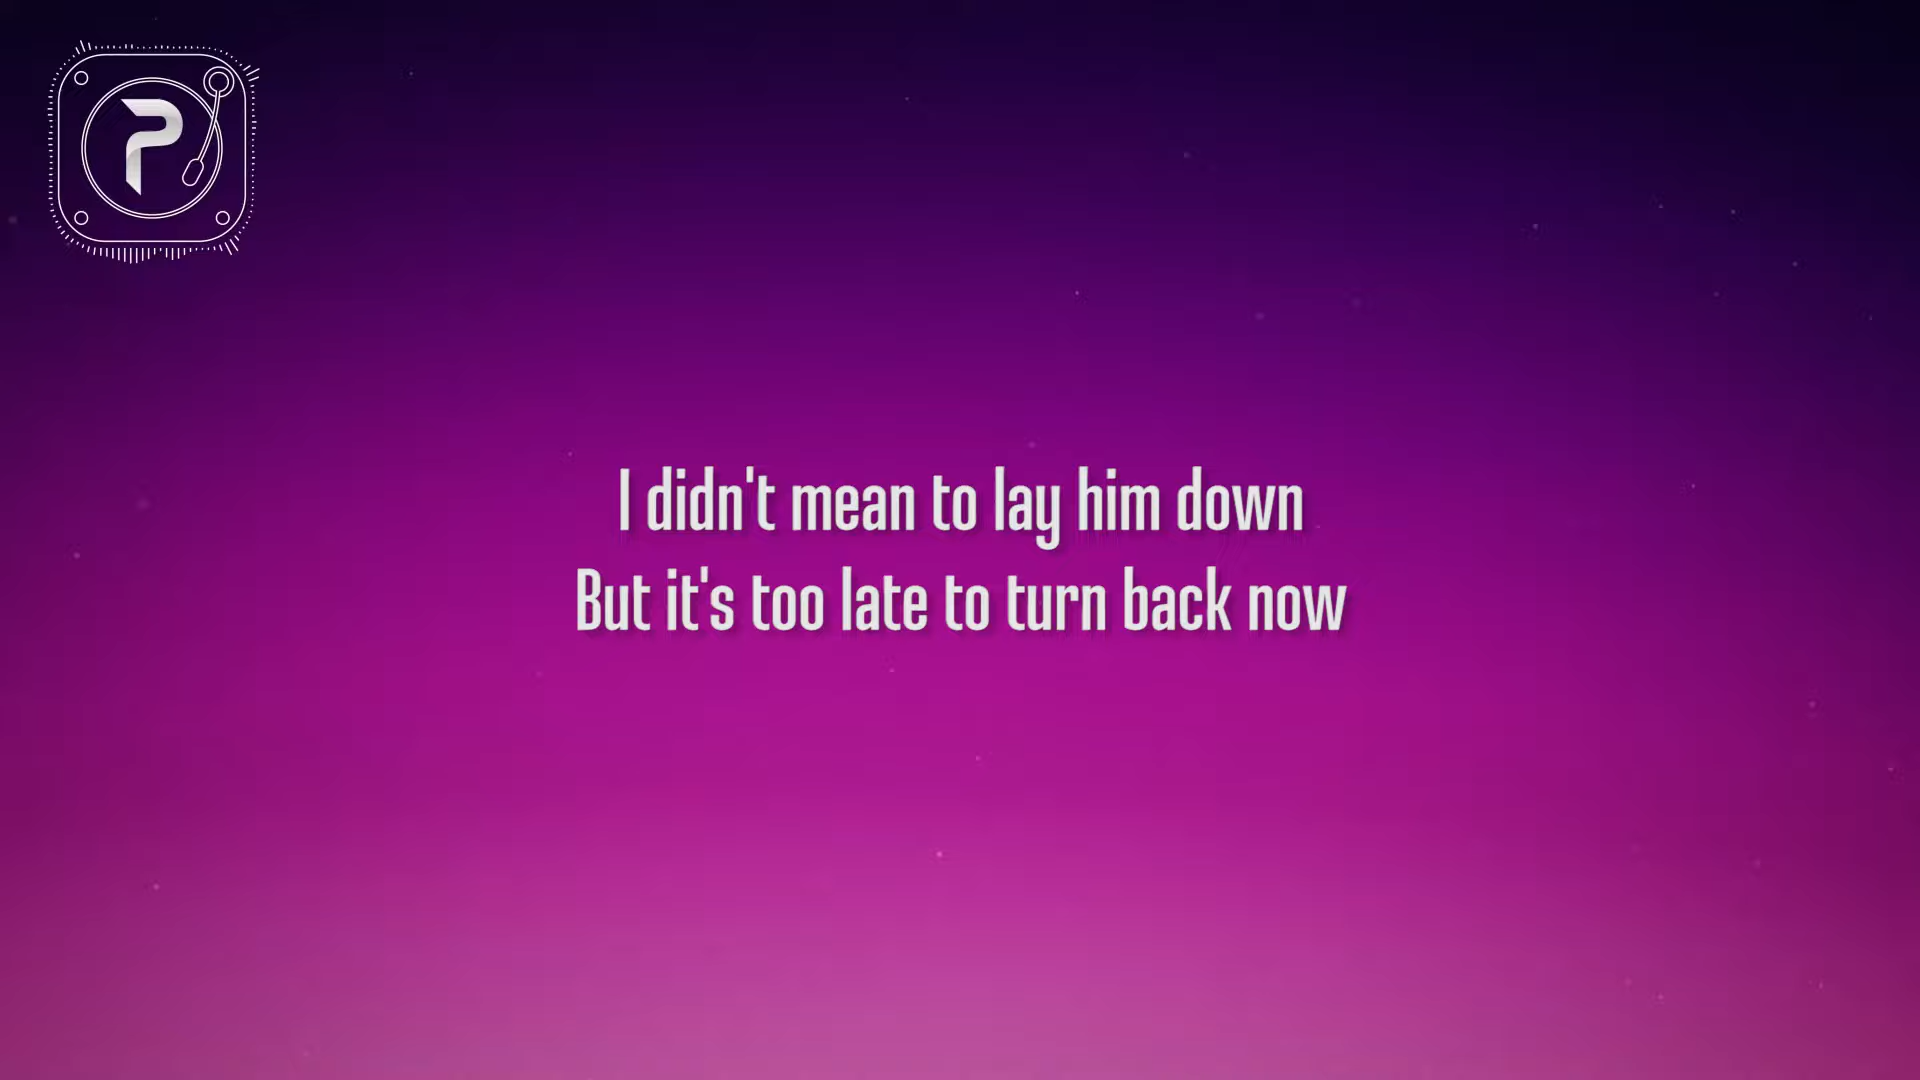 P
I didn't mean to lay him down
But it's too late to turn back now